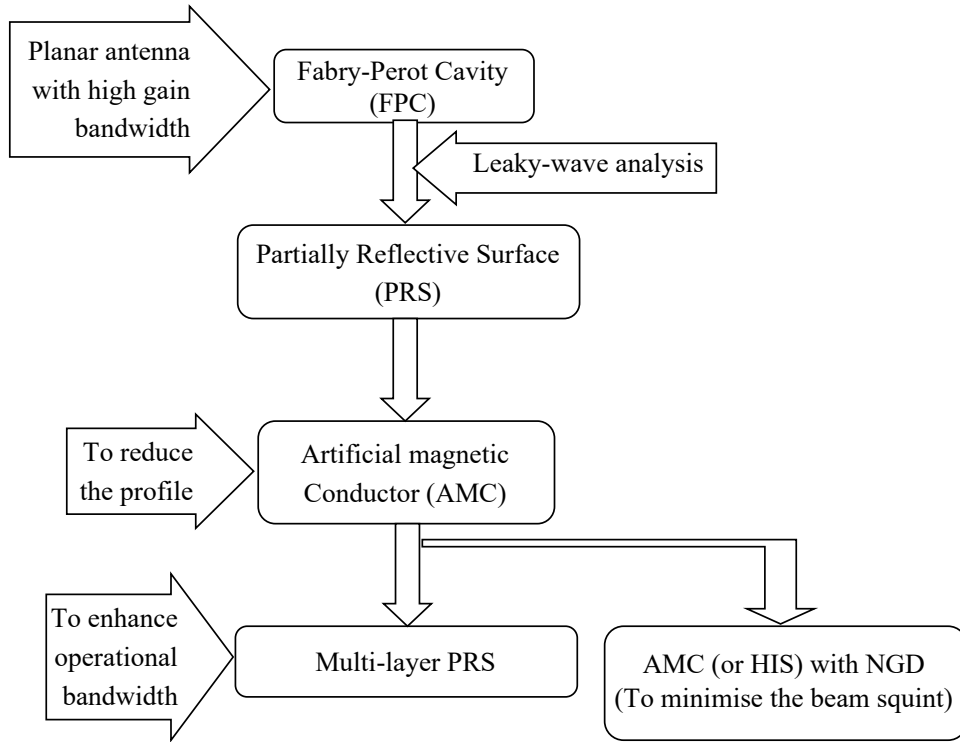 Planar antenna
with high gain
bandwidth
Fabry-Perot Cavity
(FPC)
Leaky-wave analysis
Partially Reflective Surface
(PRS)
To reduce
the profile
Artificial magnetic
Conductor (AMC)
To enhance
operational
bandwidth
Multi-layer PRS
AMC (or HIS) with NGD
(To minimise the beam squint)